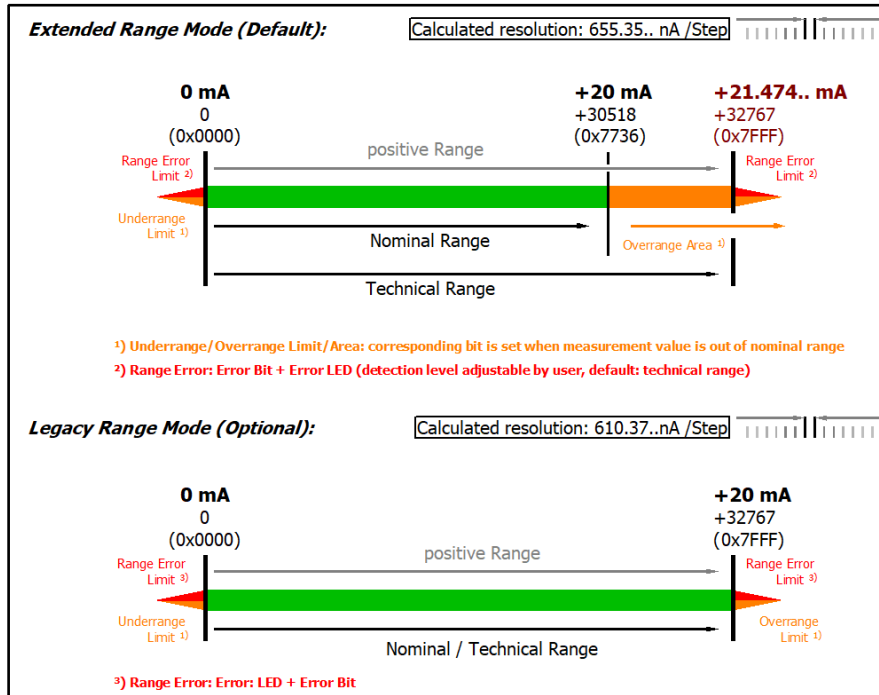 Extended Range Mode (Default):
Calculated resolution: 655.35.. nA /Step
0 mA
0
(0x0000)
+20 mA
+30518
(0x7736)
+21.474.. mA
+32767
(0x7FFF)
positive Range
Range Error
Limit ²⁾
Range Error
Limit ²⁾
Underrange
Limit ¹⁾
Nominal Range
Overrange Area ¹⁾
Technical Range
¹) Underrange/Overrange Limit/Area: corresponding bit is set when measurement value is out of nominal range
²) Range Error: Error Bit + Error LED (detection level adjustable by user, default: technical range)
Legacy Range Mode (Optional):
Calculated resolution: 610.37..nA /Step
0 mA
0
(0x0000)
+20 mA
+32767
(0x7FFF)
positive Range
Range Error
Limit ³⁾
Range Error
Limit ³⁾
Underrange
Limit ¹⁾
Overrange
Limit ¹⁾
Nominal / Technical Range
³) Range Error: Error: LED + Error Bit